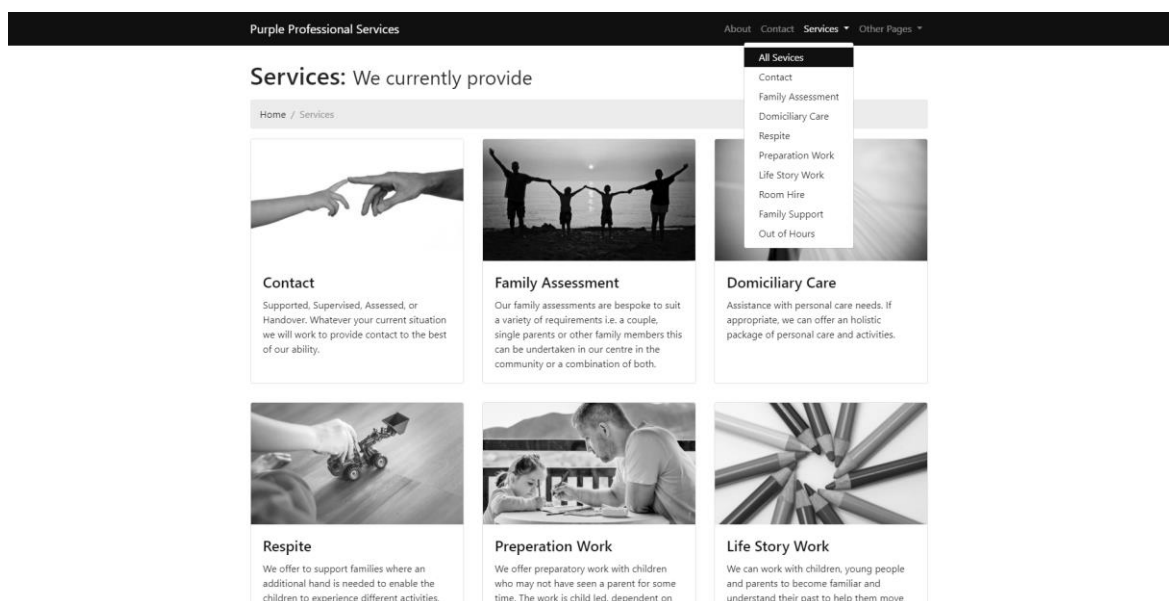 Purple Professional Services
About Contact Services Other Pages
All Sevices
Contact
Family Assessment
Domiciliary Care
Respite
Preparation Work
Life Story Work
Room Hire
Family Support
Out of Hours
Services: We currently provide
Home / Services
Contact
Supported, Supervised, Assessed, or
Handover. Whatever your current situation
we will work to provide contact to the best
of our ability.
Family Assessment
Our family assessments are bespoke to suit
a variety of requirements i.e. a couple,
single parents or other family members this
can be undertaken in our centre in the
community or a combination of both.
Domiciliary Care
Assistance with personal care needs. If
appropriate, we can offer an holistic
package of personal care and activities.
Respite
We offer to support families where an
additional hand is needed to enable the
children to experience different activities.
Preperation Work
We offer preparatory work with children
who may not have seen a parent for some
time. The work is child led, dependent on
Life Story Work
We can work with children, young people
and parents to become familiar and
understand their past to help them move